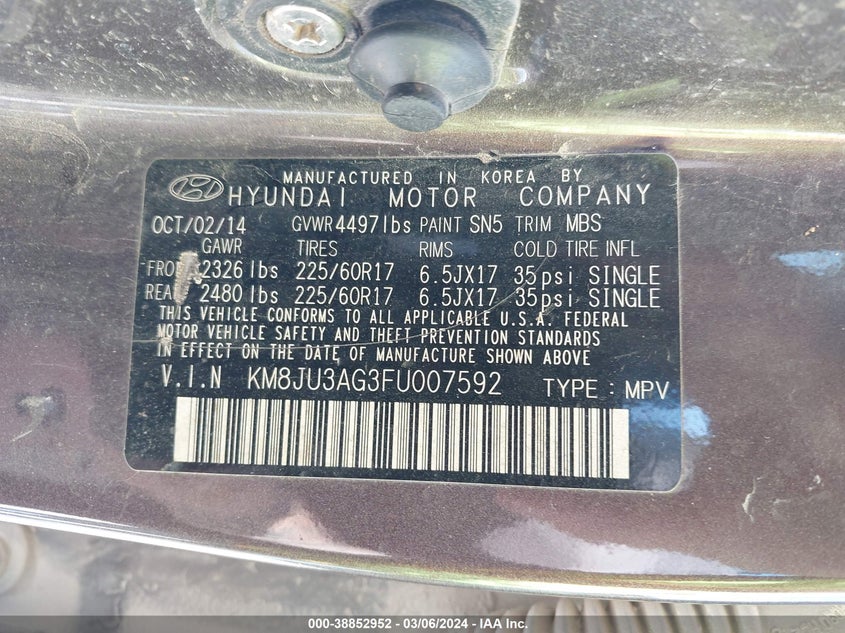 MANUFACTURED IN KOREA BY
HYUNDAI MOTOR COMPANY
OCT/02/14 GVWR 4497lbs PAINT SN5 TRIM MBS
GAWR TIRES RIMS COLD TIRE INFL
2326 lbs 225/60R17 6.5JX17 35psi SINGLE
2480 lbs 225/60R17 6.5JX17 35psi SINGLE
THIS VEHICLE CONFORMS TO ALL APPLICABLE U.S.A. FEDERAL
MOTOR VEHICLE SAFETY AND THEFT PREVENTION STANDARDS
IN EFFECT ON THE DATE OF MANUFACTURE SHOWN ABOVE
V.I.N KM8JU3AG3FU007592 TYPE : MPV
000-38852952 - 03/06/2024 - IAA Inc.